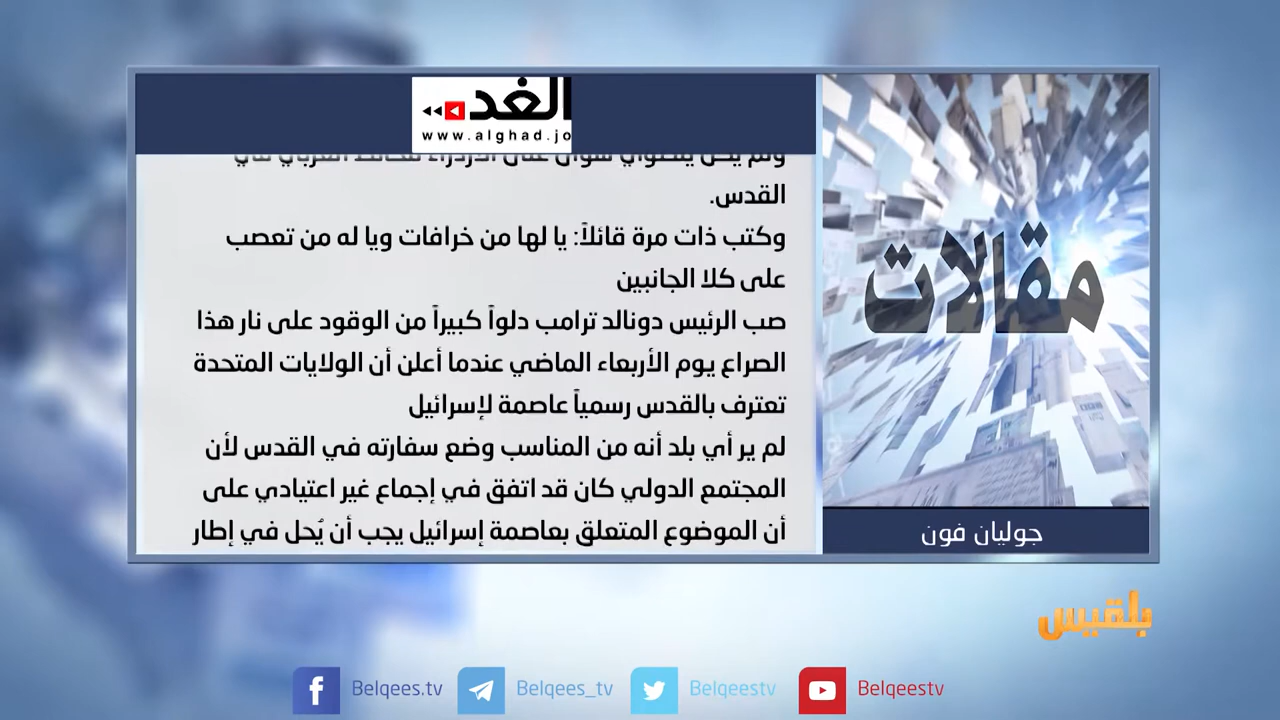 الغد
www.alghad.jo
القدس.
وكتب ذات مرة قائلاً: يا لها من خرافات ويا له من تعصب
على كلا الجانبين
صب الرئيس دونالد ترامب دلواً كبيراً من الوقود على نار هذا
الصراع يوم الأربعاء الماضي عندما أعلن أن الولايات المتحدة
تعترف بالقدس رسمياً عاصمة لإسرائيل
لم ير أي بلد أنه من المناسب وضع سفارته في القدس لأن
المجتمع الدولي كان قد اتفق في إجماع غير اعتيادي على
أن الموضوع المتعلق بعاصمة إسرائيل يجب أن يُحل في إطار
مقالات
جوليان فون
بلقيس
Belqees.tv
Belqees_tv
Belqeestv
Belqeestv